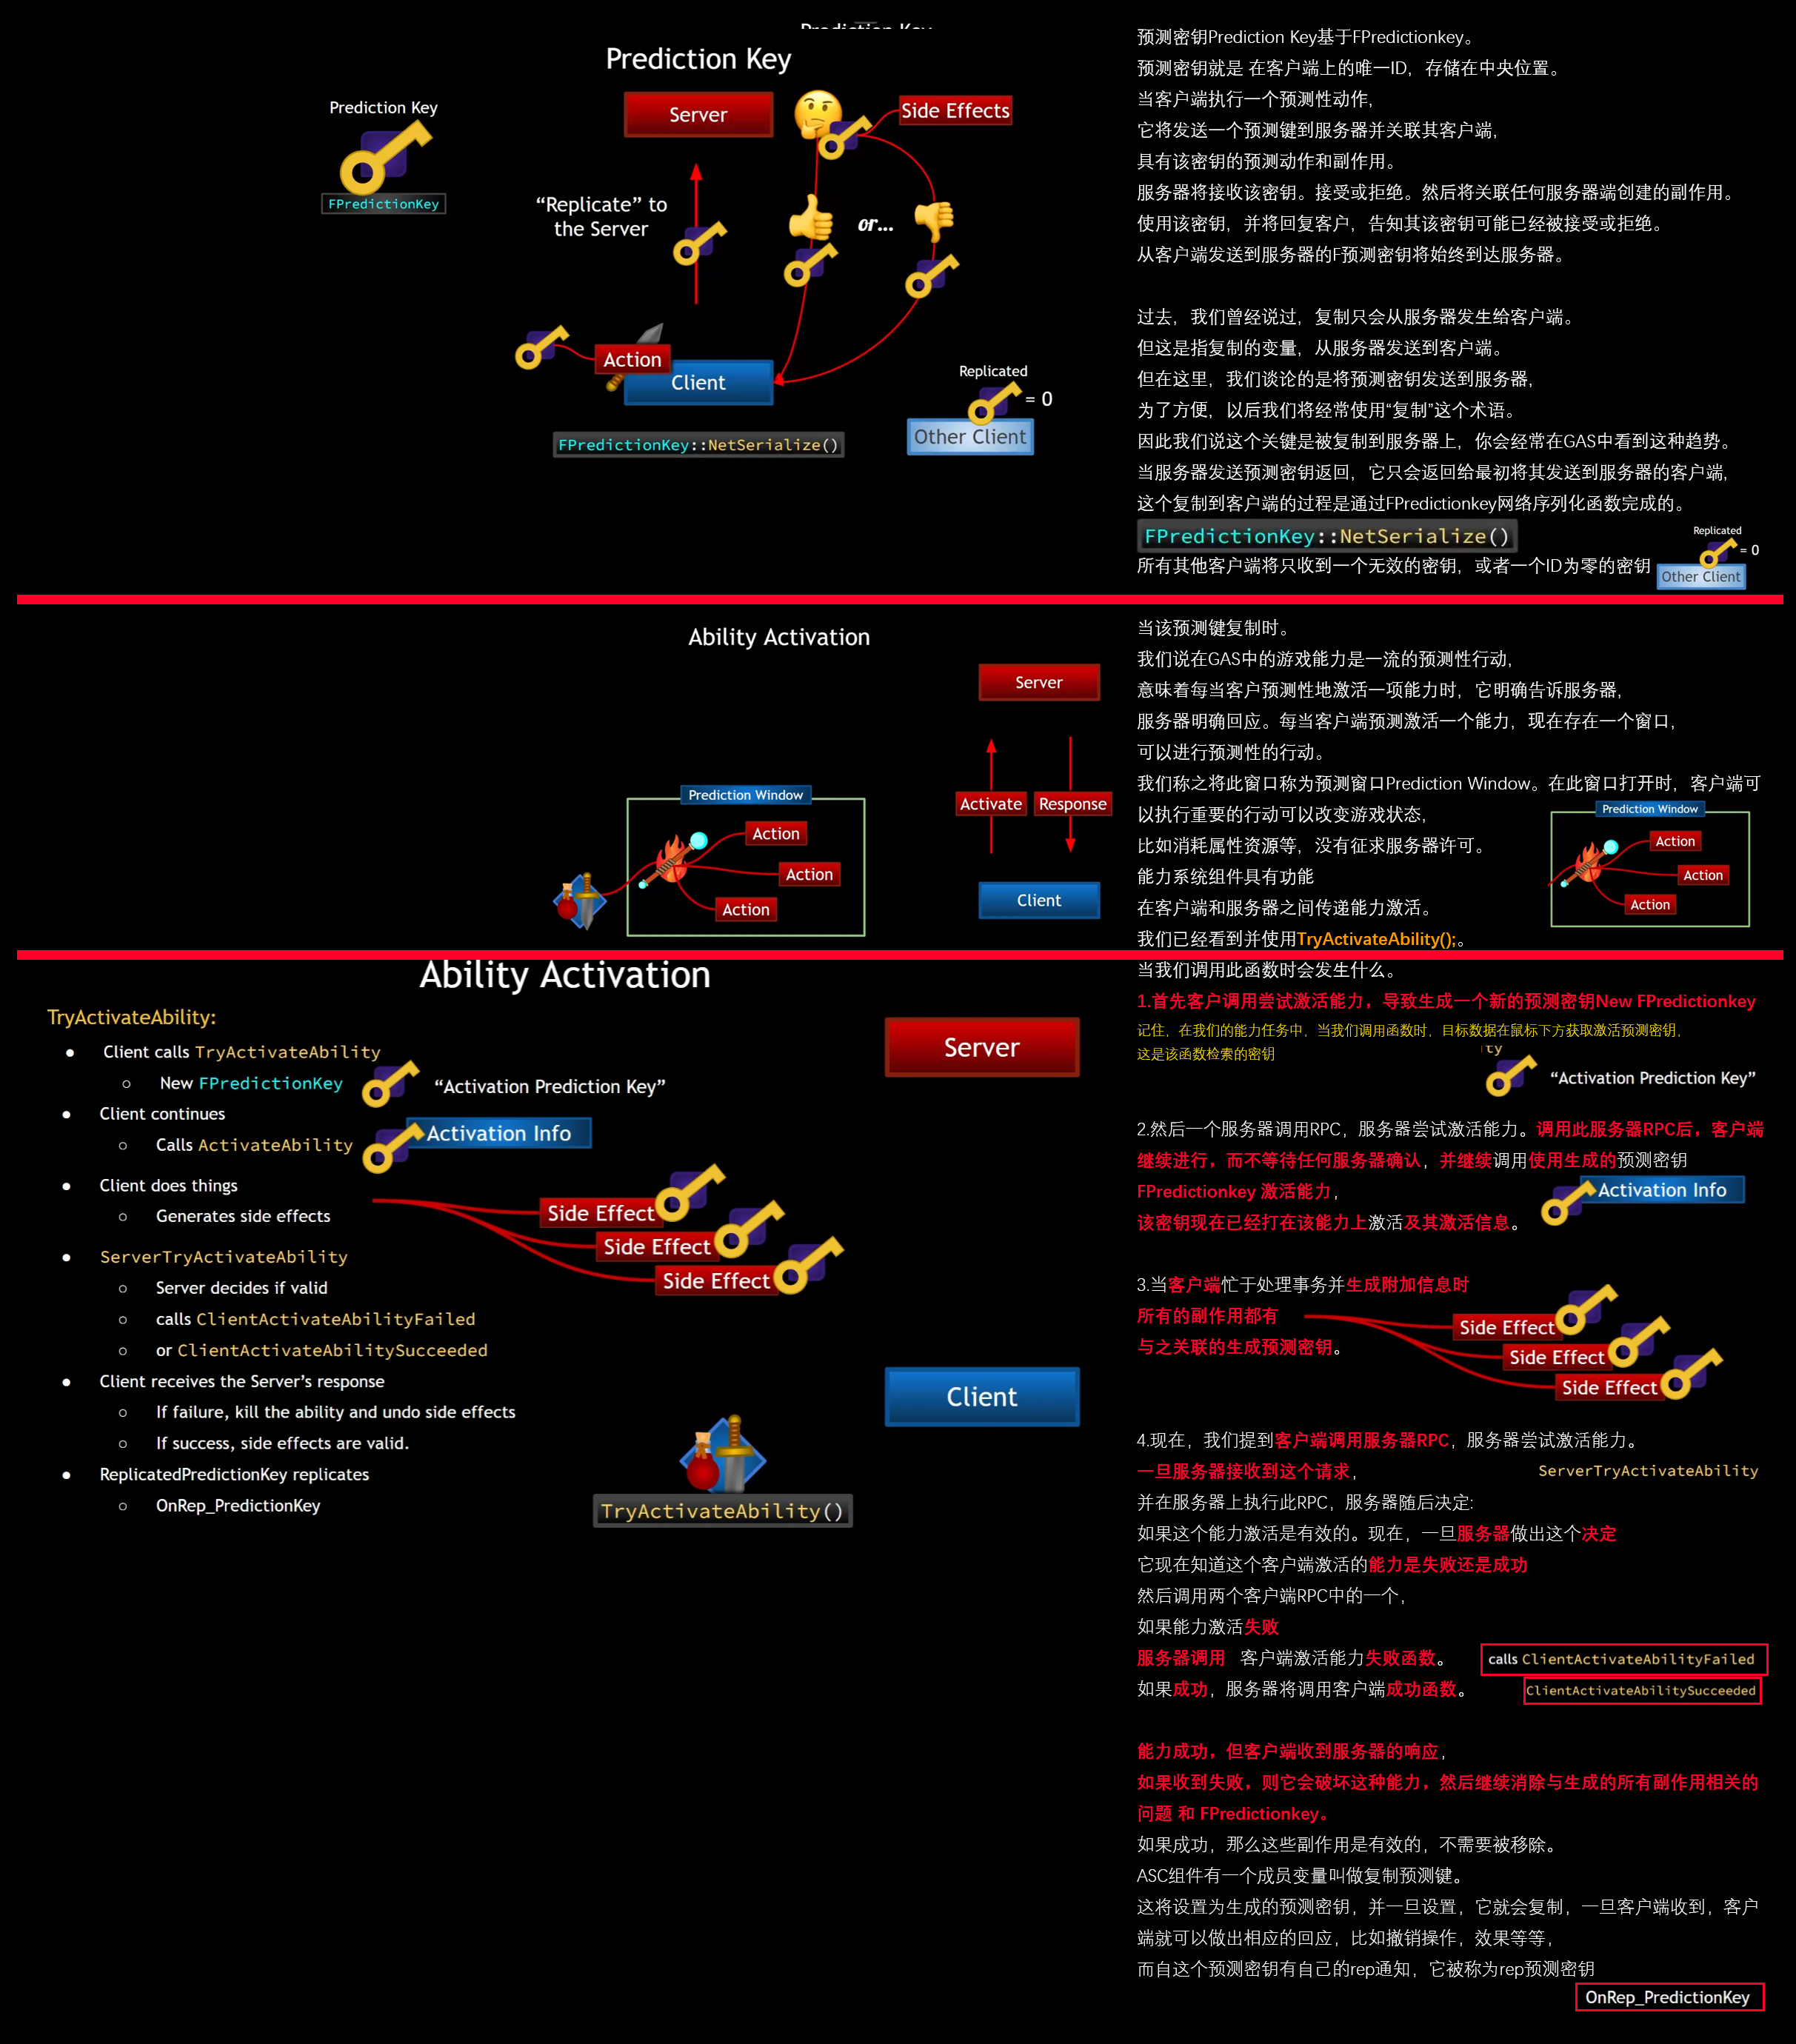 Prediction Key
Prediction Key
FPredictionKey
Server
Side Effects
“Replicate” to
the Server
or...
Action
Client
Replicated
= 0
Other Client
FPredictionKey::NetSerialize()
预测密钥Prediction Key基于FPredictionkey。
预测密钥就是 在客户端上的唯一ID，存储在中央位置。
当客户端执行一个预测性动作，
它将发送一个预测键到服务器并关联其客户端，
具有该密钥的预测动作和副作用。
服务器将接收该密钥。接受或拒绝。然后将关联任何服务器端创建的副作用。
使用该密钥，并将回复客户，告知其该密钥可能已经被接受或拒绝。
从客户端发送到服务器的F预测密钥将始终到达服务器。
过去，我们曾经说过，复制只会从服务器发生给客户端。
但这是指复制的变量，从服务器发送到客户端。
但在这里，我们谈论的是将预测密钥发送到服务器，
为了方便，以后我们将经常使用“复制”这个术语。
因此我们说这个关键是被复制到服务器上，你会经常在GAS中看到这种趋势。
当服务器发送预测密钥返回，它只会返回给最初将其发送到服务器的客户端，
这个复制到客户端的过程是通过FPredictionkey网络序列化函数完成的。
FPredictionKey::NetSerialize()
Replicated
= 0
Other Client
所有其他客户端将只收到一个无效的密钥，或者一个ID为零的密钥
Ability Activation
Server
Activate
Response
Client
Prediction Window
Action
Action
Action
当该预测键复制时。
我们说在GAS中的游戏能力是一流的预测性行动，
意味着每当客户预测性地激活一项能力时，它明确告诉服务器，
服务器明确回应。每当客户端预测激活一个能力，现在存在一个窗口，
可以进行预测性的行动。
我们称之将此窗口称为预测窗口Prediction Window。在此窗口打开时，客户端可
以执行重要的行动可以改变游戏状态，
比如消耗属性资源等，没有征求服务器许可。
能力系统组件具有功能
在客户端和服务器之间传递能力激活。
我们已经看到并使用TryActivateAbility();。
Prediction Window
Action
Action
Action
Ability Activation
TryActivateAbility:
● Client calls TryActivateAbility
○ New FPredictionKey
“Activation Prediction Key”
● Client continues
○ Calls ActivateAbility
Activation Info
● Client does things
○ Generates side effects
Side Effect
Side Effect
Side Effect
● ServerTryActivateAbility
○ Server decides if valid
○ calls ClientActivateAbilityFailed
○ or ClientActivateAbilitySucceeded
● Client receives the Server’s response
○ If failure, kill the ability and undo side effects
○ If success, side effects are valid.
● ReplicatedPredictionKey replicates
○ OnRep_PredictionKey
Server
Client
TryActivateAbility()
当我们调用此函数时会发生什么。
1.首先客户调用尝试激活能力，导致生成一个新的预测密钥New FPredictionkey
记住，在我们的能力任务中，当我们调用函数时，目标数据在鼠标下方获取激活预测密钥，
这是该函数检索的密钥
“Activation Prediction Key”
2.然后一个服务器调用RPC，服务器尝试激活能力。调用此服务器RPC后，客户端
继续进行，而不等待任何服务器确认，并继续调用使用生成的预测密钥
FPredictionkey 激活能力，
Activation Info
该密钥现在已经打在该能力上激活及其激活信息。
3.当客户端忙于处理事务并生成附加信息时
所有的副作用都有
与之关联的生成预测密钥。
Side Effect
Side Effect
Side Effect
4.现在，我们提到客户端调用服务器RPC，服务器尝试激活能力。
一旦服务器接收到这个请求，
ServerTryActivateAbility
并在服务器上执行此RPC，服务器随后决定:
如果这个能力激活是有效的。现在，一旦服务器做出这个决定
它现在知道这个客户端激活的能力是失败还是成功
然后调用两个客户端RPC中的一个，
如果能力激活失败
服务器调用 客户端激活能力失败函数。
calls ClientActivateAbilityFailed
如果成功，服务器将调用客户端成功函数。
ClientActivateAbilitySucceeded
能力成功，但客户端收到服务器的响应，
如果收到失败，则它会破坏这种能力，然后继续消除与生成的所有副作用相关的
问题 和 FPredictionkey。
如果成功，那么这些副作用是有效的，不需要被移除。
ASC组件有一个成员变量叫做复制预测键。
这将设置为生成的预测密钥，并一旦设置，它就会复制，一旦客户端收到，客户
端就可以做出相应的回应，比如撤销操作，效果等等，
而自这个预测密钥有自己的rep通知，它被称为rep预测密钥
OnRep_PredictionKey